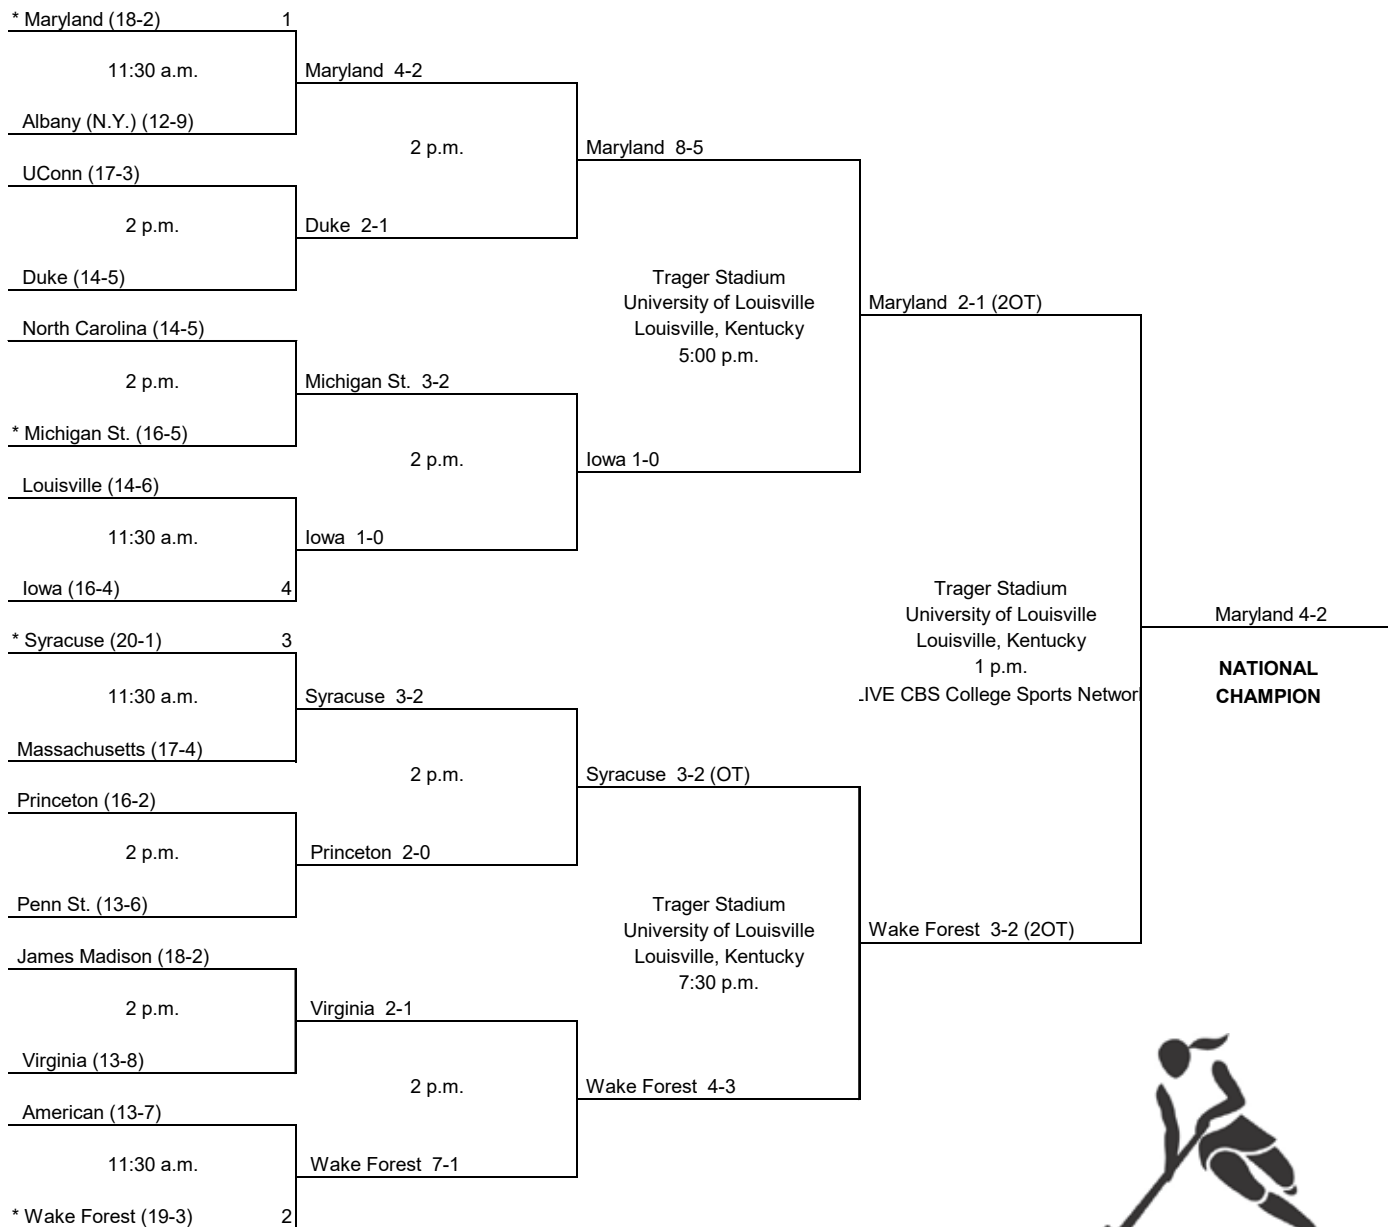 * Maryland (18-2) 1
11:30 a.m.
Albany (N.Y.) (12-9)
UConn (17-3)
2 p.m.
Duke (14-5)
North Carolina (14-5)
2 p.m.
* Michigan St. (16-5)
Louisville (14-6)
11:30 a.m.
Iowa (16-4) 4
* Syracuse (20-1) 3
11:30 a.m.
Massachusetts (17-4)
Princeton (16-2)
2 p.m.
Penn St. (13-6)
James Madison (18-2)
2 p.m.
Virginia (13-8)
American (13-7)
11:30 a.m.
* Wake Forest (19-3) 2
Maryland 4-2
2 p.m.
Duke 2-1
Michigan St. 3-2
2 p.m.
Iowa 1-0
Syracuse 3-2
2 p.m.
Princeton 2-0
Virginia 2-1
2 p.m.
Wake Forest 7-1
Maryland 8-5
Trager Stadium
University of Louisville
Louisville, Kentucky
5:00 p.m.
Iowa 1-0
Syracuse 3-2 (OT)
Trager Stadium
University of Louisville
Louisville, Kentucky
7:30 p.m.
Wake Forest 4-3
Maryland 2-1 (2OT)
Trager Stadium
University of Louisville
Louisville, Kentucky
1 p.m.
LIVE CBS College Sports Network
Wake Forest 3-2 (2OT)
Maryland 4-2
NATIONAL
CHAMPION